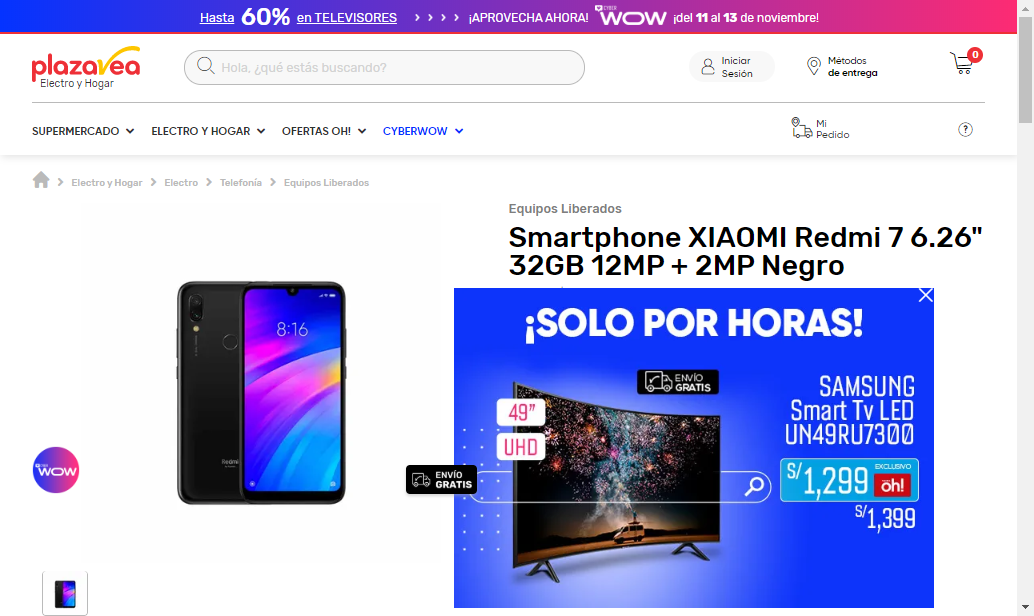 Hasta 60% en TELEVISORES > > > > ¡APROVECHA AHORA! CYBER WOW ¡del 11 al 13 de noviembre!
plazavea
Electro y Hogar
Hola, ¿qué estás buscando?
Iniciar
Sesión
Métodos
de entrega
0
SUPERMERCADO
ELECTRO Y HOGAR
OFERTAS OH!
CYBERWOW
Mi
Pedido
?
Electro y Hogar > Electro > Telefonía > Equipos Liberados
Equipos Liberados
Smartphone XIAOMI Redmi 7 6.26"
32GB 12MP + 2MP Negro
8:16
Redmi
WOW
ENVÍO
GRATIS
¡SOLO POR HORAS!
ENVÍO
GRATIS
49"
UHD
SAMSUNG
Smart Tv LED
UN49RU7300
S/1,299
EXCLUSIVO
oh!
S/1,399